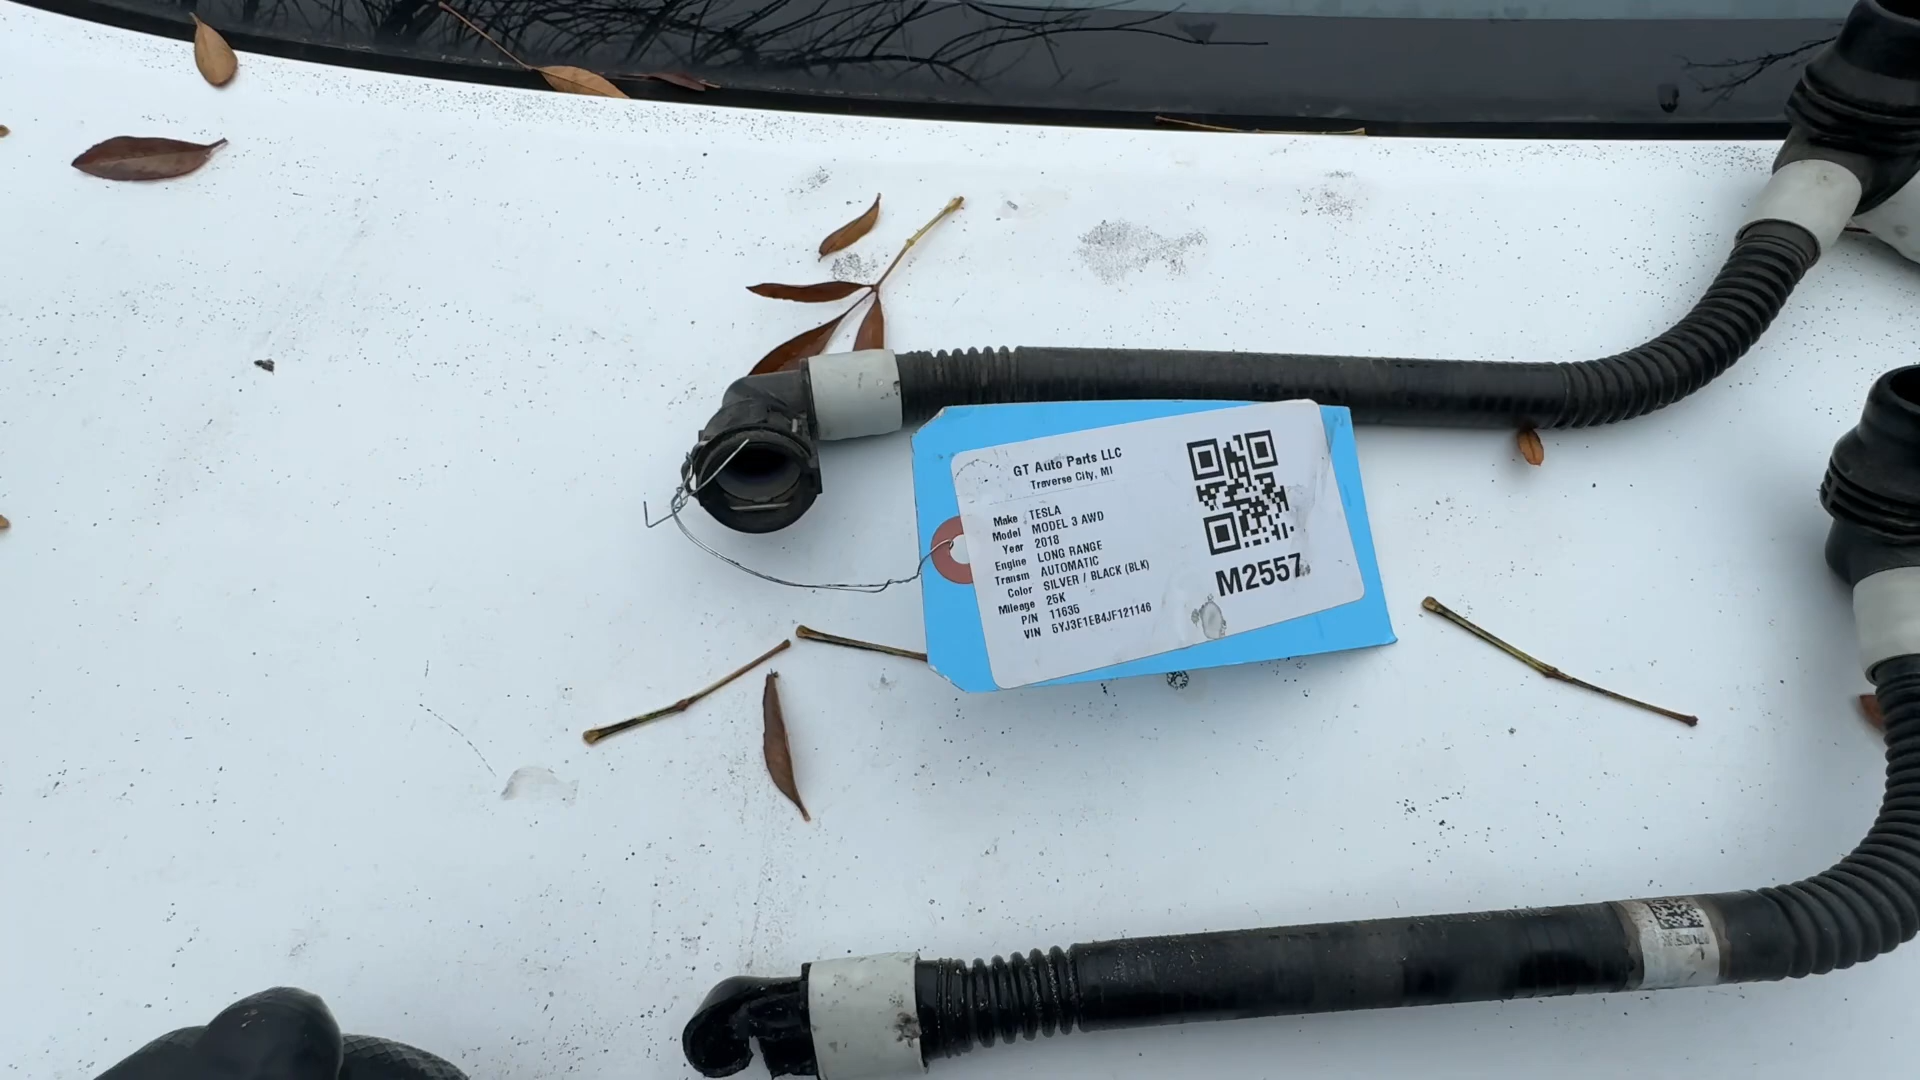 GT Auto Parts LLC
Traverse City, MI
Make TESLA
Model MODEL 3 AWD
Year 2018
Engine LONG RANGE
Transm AUTOMATIC
Color SILVER / BLACK (BLK)
Mileage 25K
P/N 11635
VIN 5YJ3E1EB4JF121146
M2557